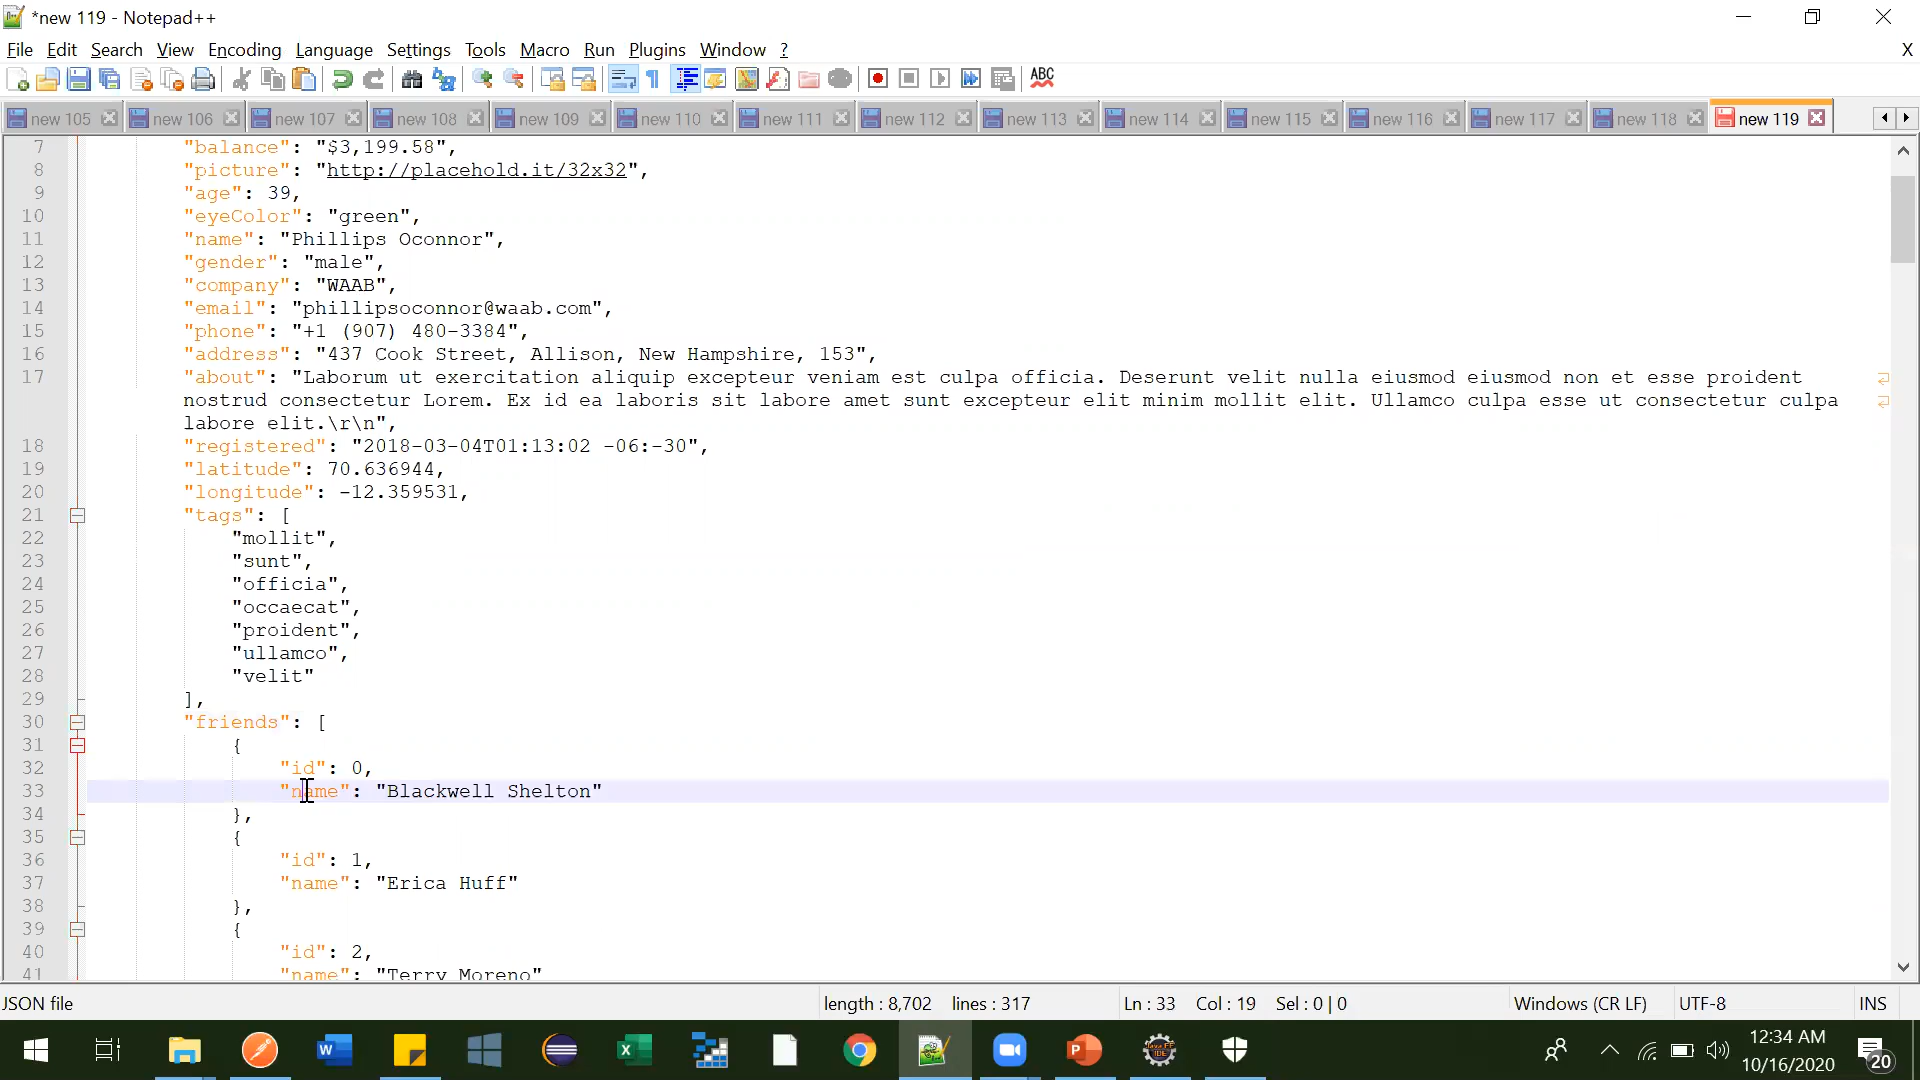 *new 119 - Notepad++
File Edit Search View Encoding Language Settings Tools Macro Run Plugins Window ? X
ABC
new 105 new 106 new 107 new 108 new 109 new 110 new 111 new 112 new 113 new 114 new 115 new 116 new 117 new 118 new 119
7 "balance": "$3,199.58",
8 "picture": "http://placehold.it/32x32",
9 "age": 39,
10 "eyeColor": "green",
11 "name": "Phillips Oconnor",
12 "gender": "male",
13 "company": "WAAB",
14 "email": "phillipsoconnor@waab.com",
15 "phone": "+1 (907) 480-3384",
16 "address": "437 Cook Street, Allison, New Hampshire, 153",
17 "about": "Laborum ut exercitation aliquip excepteur veniam est culpa officia. Deserunt velit nulla eiusmod eiusmod non et esse proident
nostrud consectetur Lorem. Ex id ea laboris sit labore amet sunt excepteur elit minim mollit elit. Ullamco culpa esse ut consectetur culpa
labore elit.\r\n",
18 "registered": "2018-03-04T01:13:02 -06:-30",
19 "latitude": 70.636944,
20 "longitude": -12.359531,
21 "tags": [
22 "mollit",
23 "sunt",
24 "officia",
25 "occaecat",
26 "proident",
27 "ullamco",
28 "velit"
29 ],
30 "friends": [
31 {
32 "id": 0,
33 "name": "Blackwell Shelton"
34 },
35 {
36 "id": 1,
37 "name": "Erica Huff"
38 },
39 {
40 "id": 2,
41 "name": "Terry Moreno"
JSON file length : 8,702 lines : 317 Ln : 33 Col : 19 Sel : 0 | 0 Windows (CR LF) UTF-8 INS
12:34 AM
10/16/2020
20